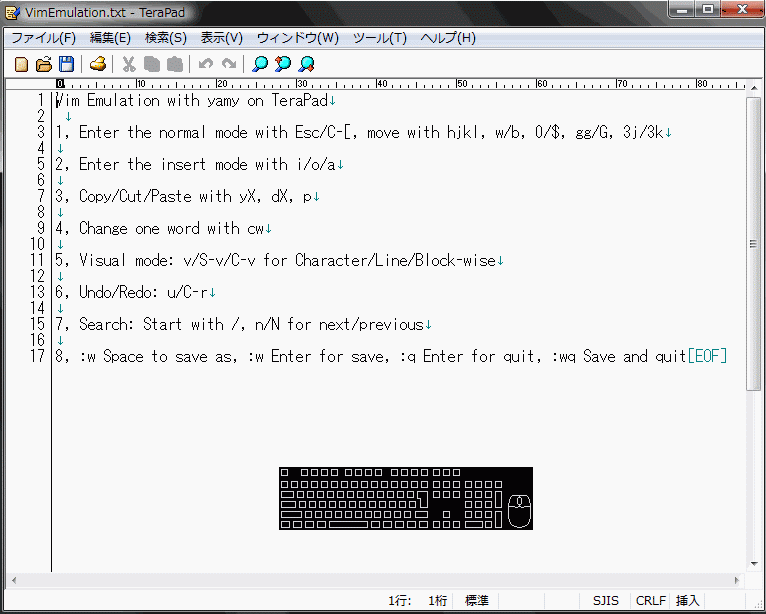 VimEmulation.txt - TeraPad
ファイル(F) 編集(E) 検索(S) 表示(V) ウィンドウ(W) ツール(T) ヘルプ(H)
0 10 20 30 40 50 60 70 80
1 Vim Emulation with yamy on TeraPad↓
2 ↓
3 1, Enter the normal mode with Esc/C-[, move with hjkl, w/b, 0/$, gg/G, 3j/3k↓
4 ↓
5 2, Enter the insert mode with i/o/a↓
6 ↓
7 3, Copy/Cut/Paste with yX, dX, p↓
8 ↓
9 4, Change one word with cw↓
10 ↓
11 5, Visual mode: v/S-v/C-v for Character/Line/Block-wise↓
12 ↓
13 6, Undo/Redo: u/C-r↓
14 ↓
15 7, Search: Start with /, n/N for next/previous↓
16 ↓
17 8, :w Space to save as, :w Enter for save, :q Enter for quit, :wq Save and quit[EOF]
1行: 1桁 標準 SJIS CRLF 挿入